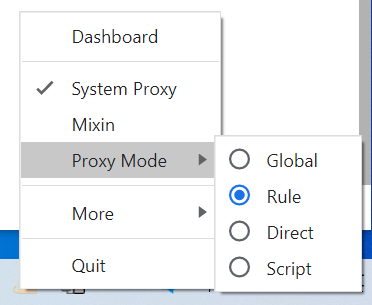 Dashboard
System Proxy
Mixin
Proxy Mode
Global
Rule
Direct
Script
More
Quit